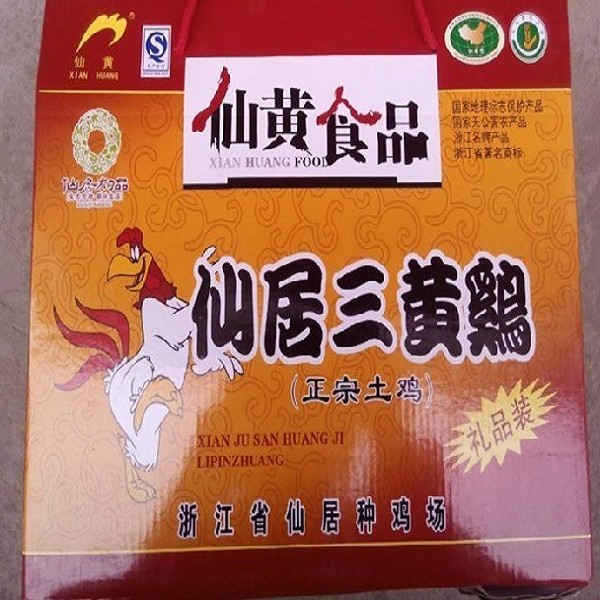 仙黄®
XIAN HUANG
QS
仙黄食品
XIAN HUANG FOOD
国家地理标志保护产品
国家无公害农产品
浙江名牌产品
浙江省著名商标
仙居三黄鷄
(正宗土鸡)
XIAN JU SAN HUANG JI
LIPINZHUANG
礼品装
浙江省仙居种鸡场